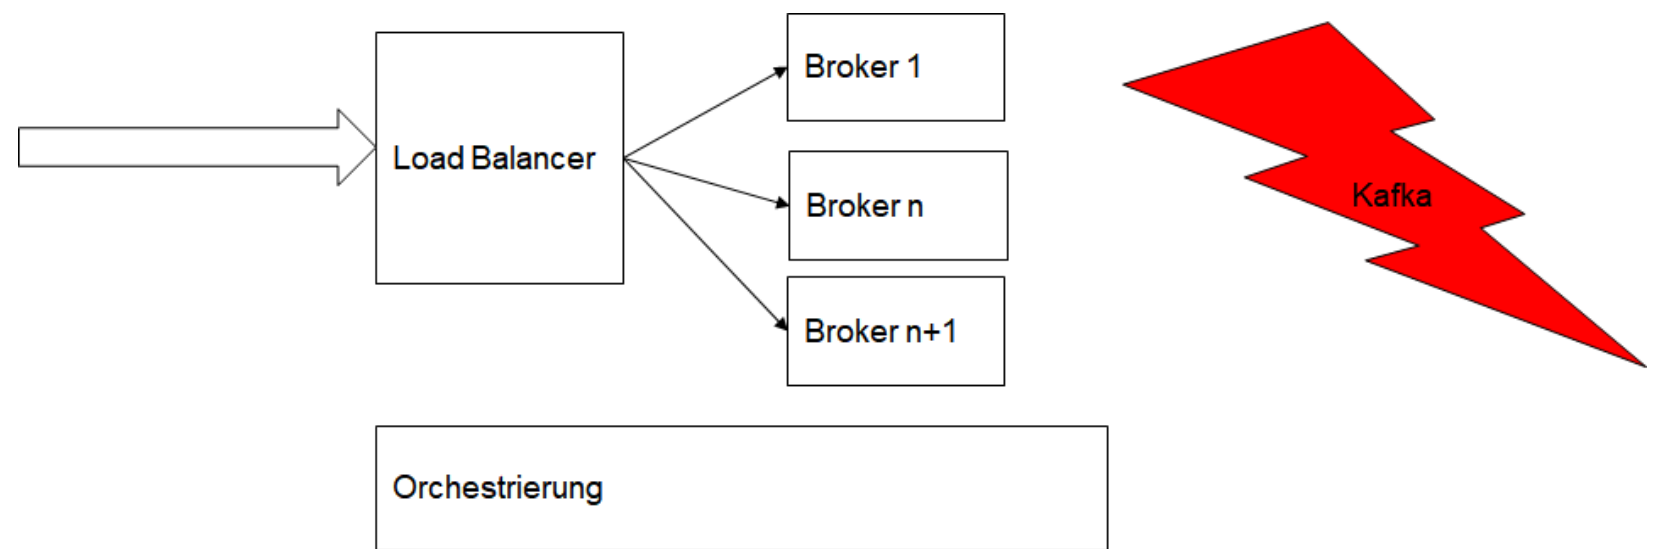 Load Balancer
Broker 1
Broker n
Broker n+1
Kafka
Orchestrierung